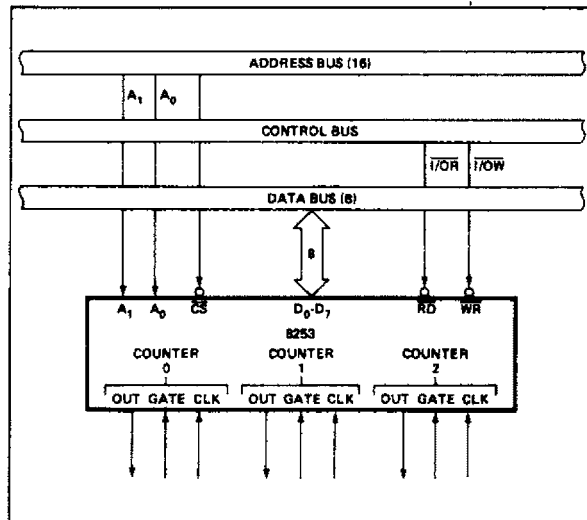 ADDRESS BUS (16)
A₁ A₀
CONTROL BUS
I/OR I/OW
DATA BUS (8)
8
A₁ A₀ CS D₀-D₇ RD WR
8253
COUNTER 0 COUNTER 1 COUNTER 2
OUT GATE CLK OUT GATE CLK OUT GATE CLK